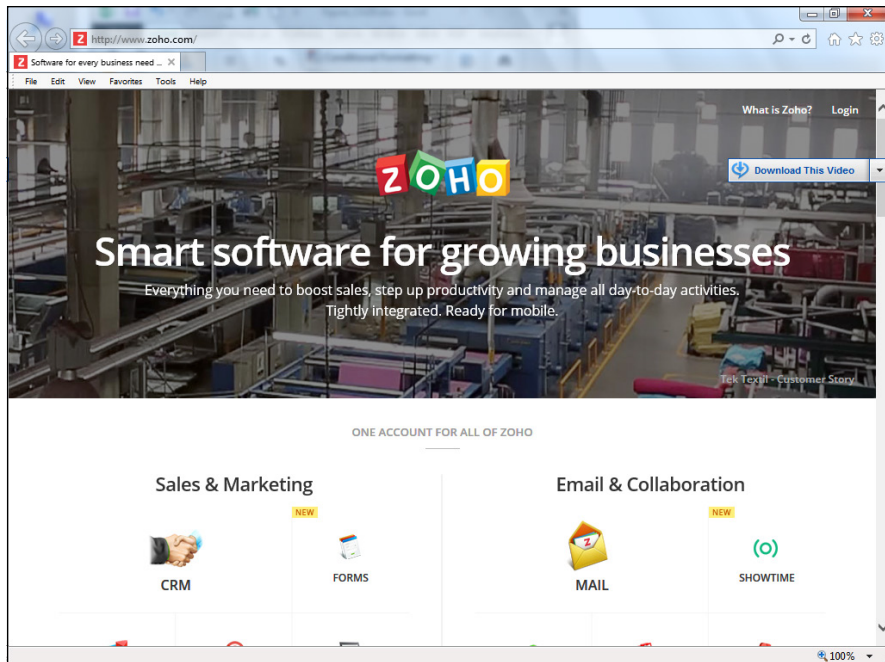 http://www.zoho.com/
Software for every business need ...
File Edit View Favorites Tools Help
What is Zoho? Login
ZOHO
Download This Video
Smart software for growing businesses
Everything you need to boost sales, step up productivity and manage all day-to-day activities.
Tightly integrated. Ready for mobile.
Tek Textil - Customer Story
ONE ACCOUNT FOR ALL OF ZOHO
Sales & Marketing
Email & Collaboration
NEW
NEW
CRM
FORMS
MAIL
SHOWTIME
100%